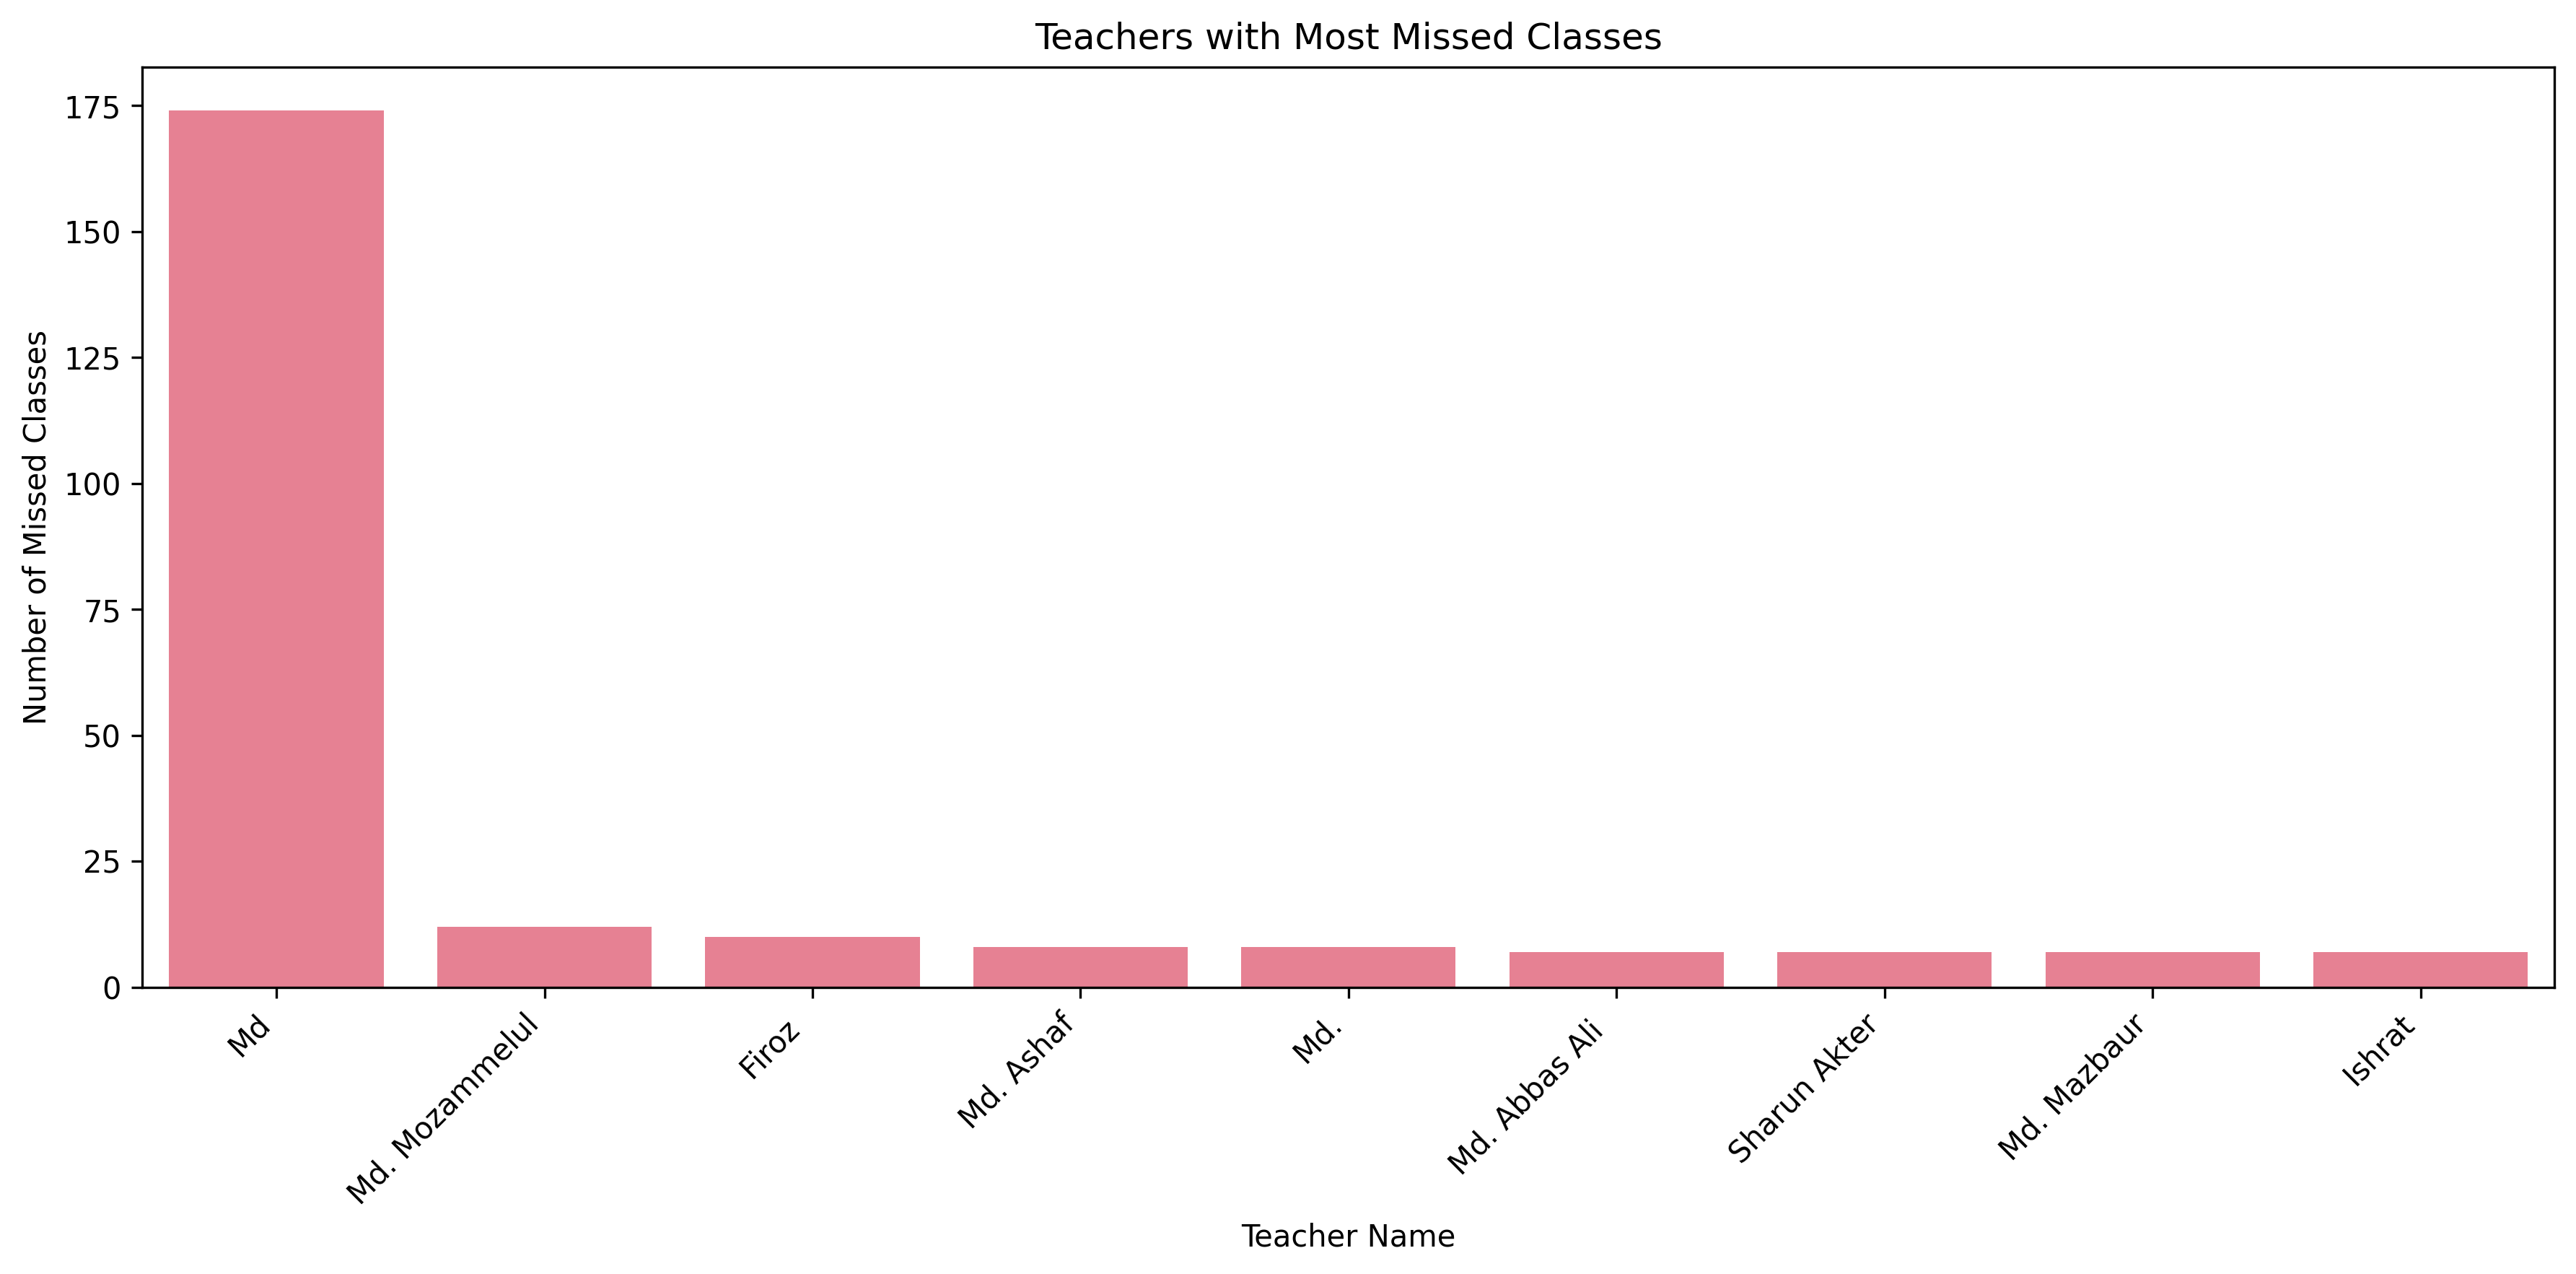 Teachers with Most Missed Classes
Number of Missed Classes
175
150
125
100
75
50
25
0
Md
Md. Mozammelul
Firoz
Md. Ashaf
Md.
Md. Abbas Ali
Sharun Akter
Md. Mazbaur
Ishrat
Teacher Name